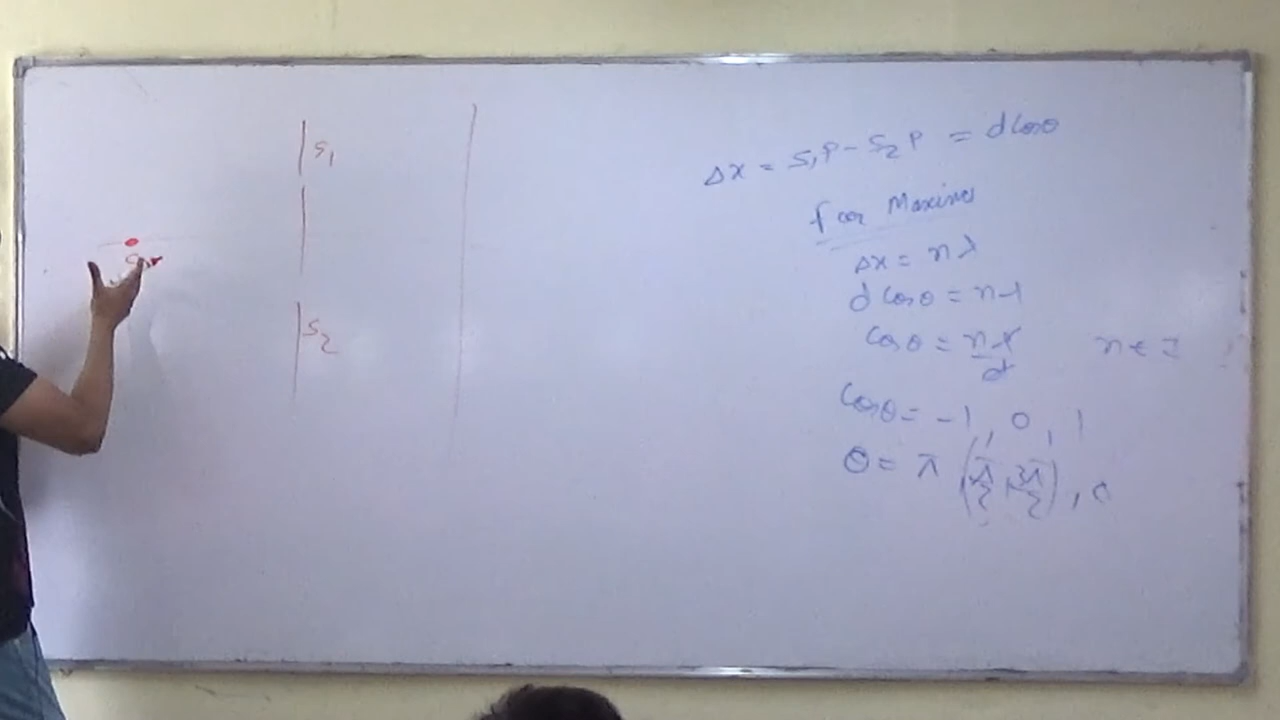 S₁
S₂
Δx = S₁P - S₂P = d cosθ
for Maxima
Δx = nλ
d cosθ = nλ
cosθ = nλ/d n ∈ Z
cosθ = -1, 0, 1
θ = π (π/2, 3π/2), 0